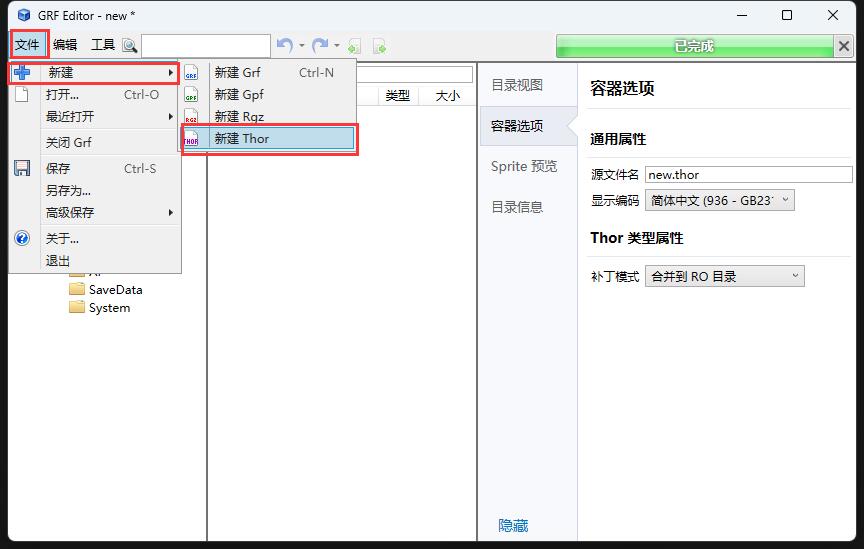 GRF Editor - new *
文件 编辑 工具
已完成
新建
打开... Ctrl-O
最近打开
关闭 Grf
保存 Ctrl-S
另存为...
高级保存
关于...
退出
新建 Grf Ctrl-N
新建 Gpf
新建 Rgz
新建 Thor
GRF
GPF
RGZ
THOR
类型 大小
SaveData
System
目录视图
容器选项
Sprite 预览
目录信息
隐藏
容器选项
通用属性
源文件名 new.thor
显示编码 简体中文 (936 - GB231
Thor 类型属性
补丁模式 合并到 RO 目录